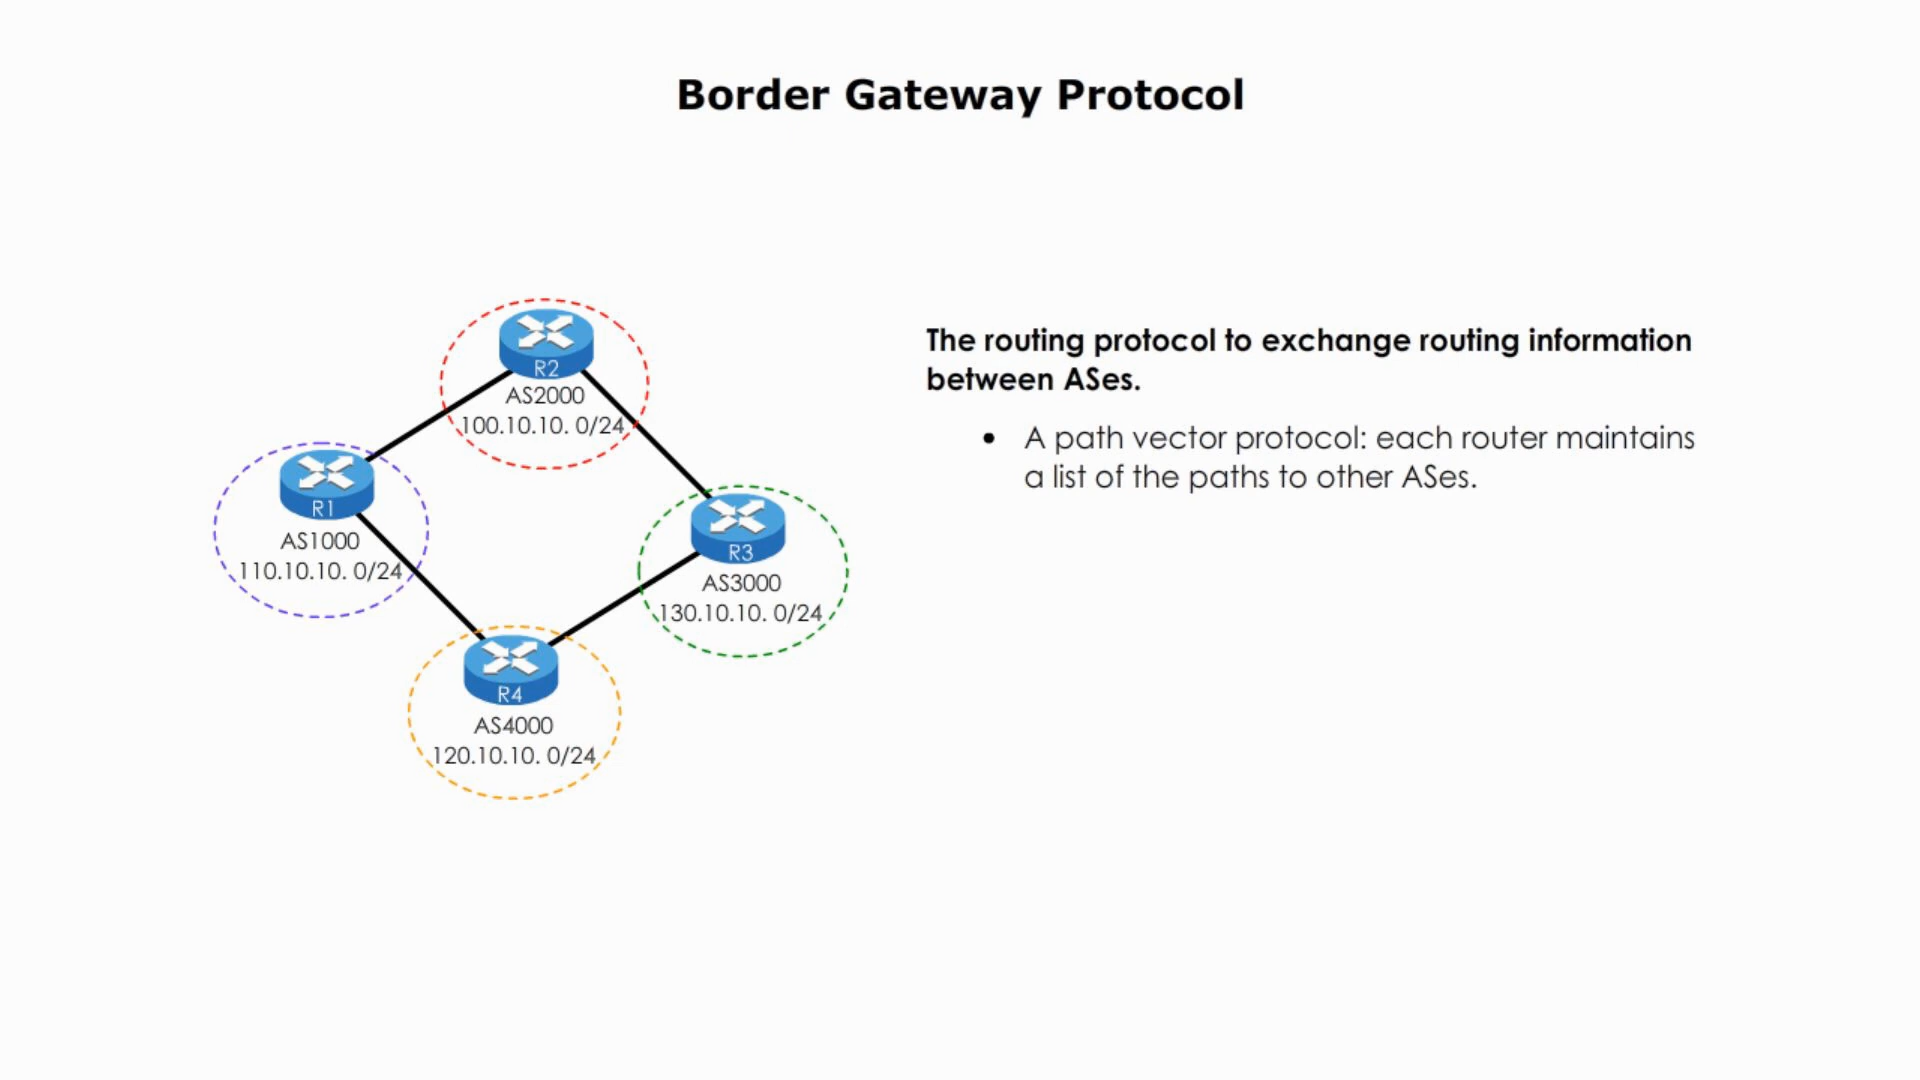 Border Gateway Protocol
R2
AS2000
100.10.10. 0/24
R1
AS1000
110.10.10. 0/24
R3
AS3000
130.10.10. 0/24
R4
AS4000
120.10.10. 0/24
The routing protocol to exchange routing information
between ASes.
• A path vector protocol: each router maintains
a list of the paths to other ASes.